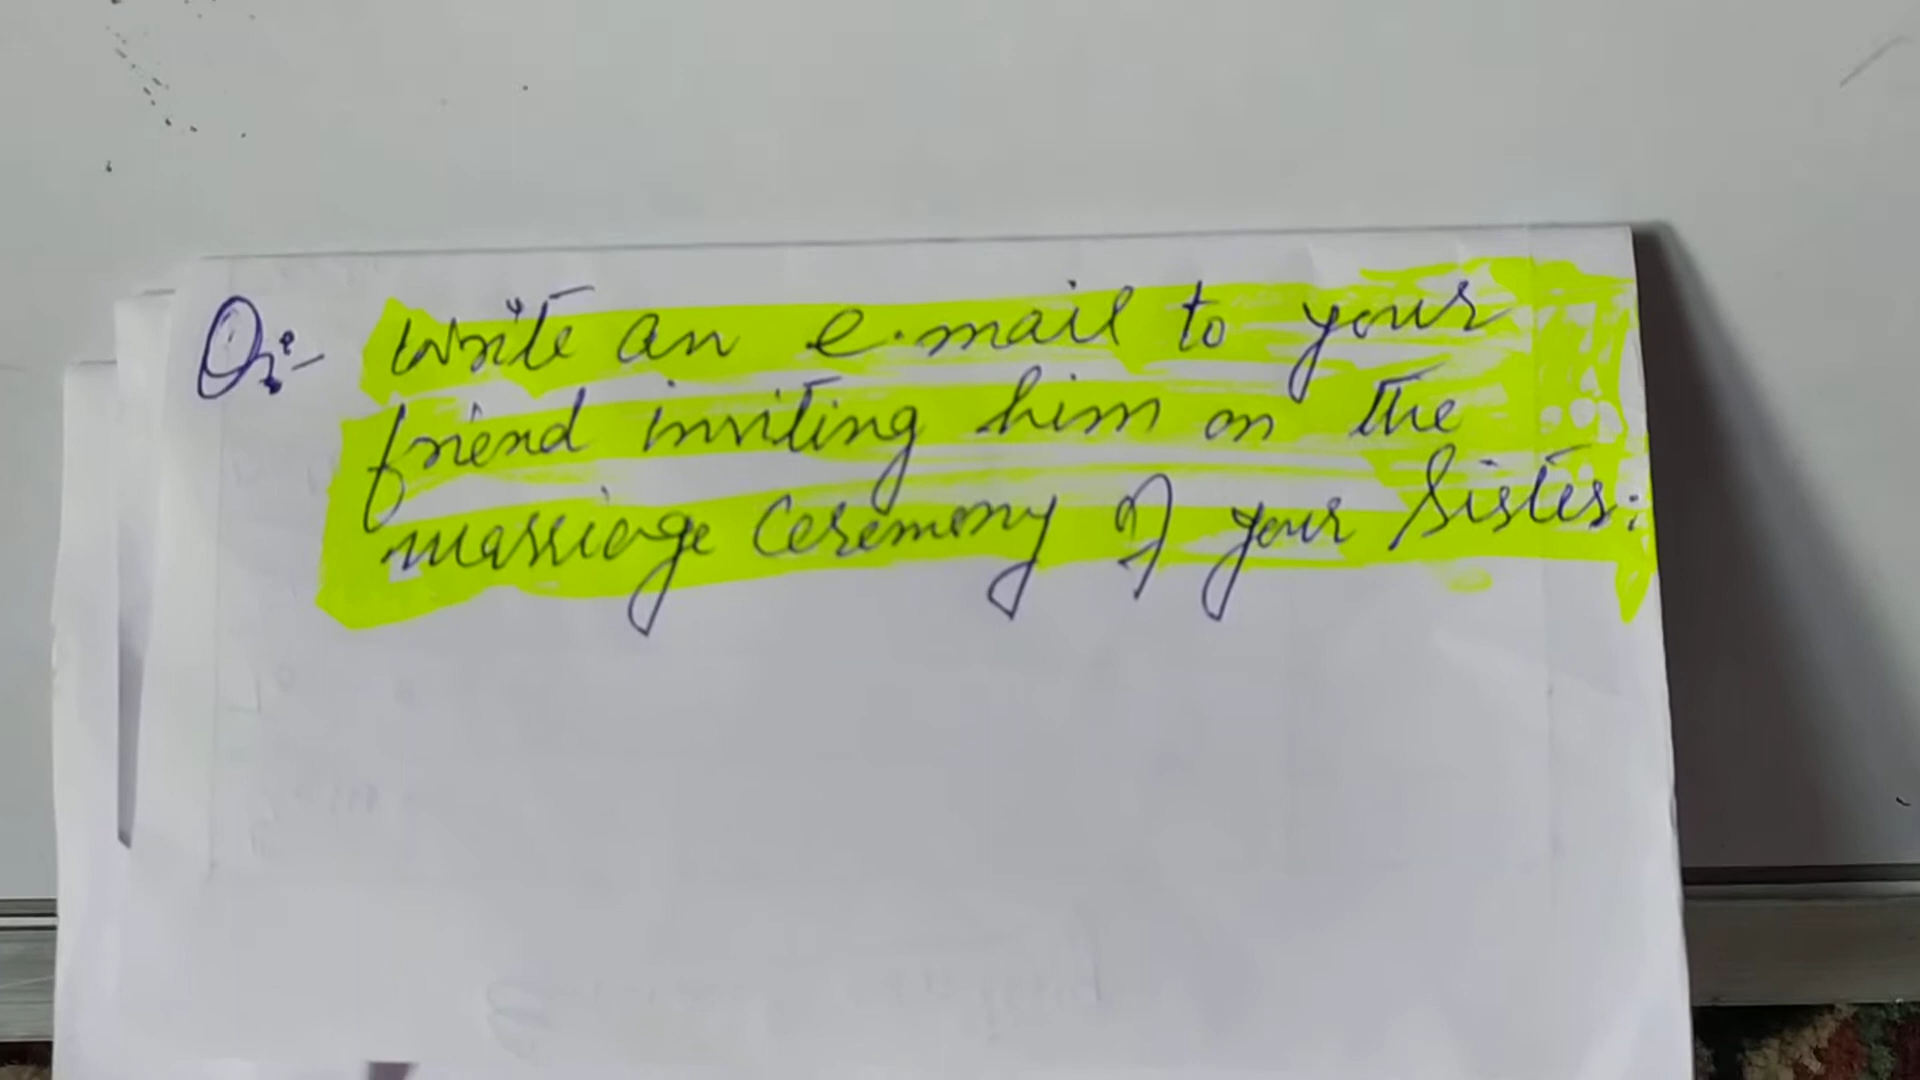 Q:- Write an e.mail to your
friend inviting him on the
marriage Ceremony of your Sister.